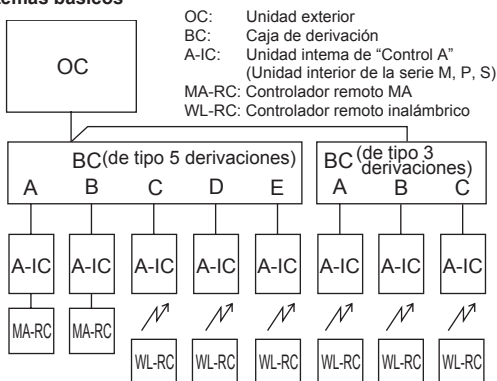 temas básicos
OC: Unidad exterior
BC: Caja de derivación
A-IC: Unidad interna de “Control A”
(Unidad interior de la serie M, P, S)
MA-RC: Controlador remoto MA
WL-RC: Controlador remoto inalámbrico
OC
BC (de tipo 5 derivaciones)
BC (de tipo 3
derivaciones)
A B C D E A B C
A-IC A-IC A-IC A-IC A-IC A-IC A-IC A-IC
MA-RC MA-RC
WL-RC WL-RC WL-RC WL-RC WL-RC WL-RC